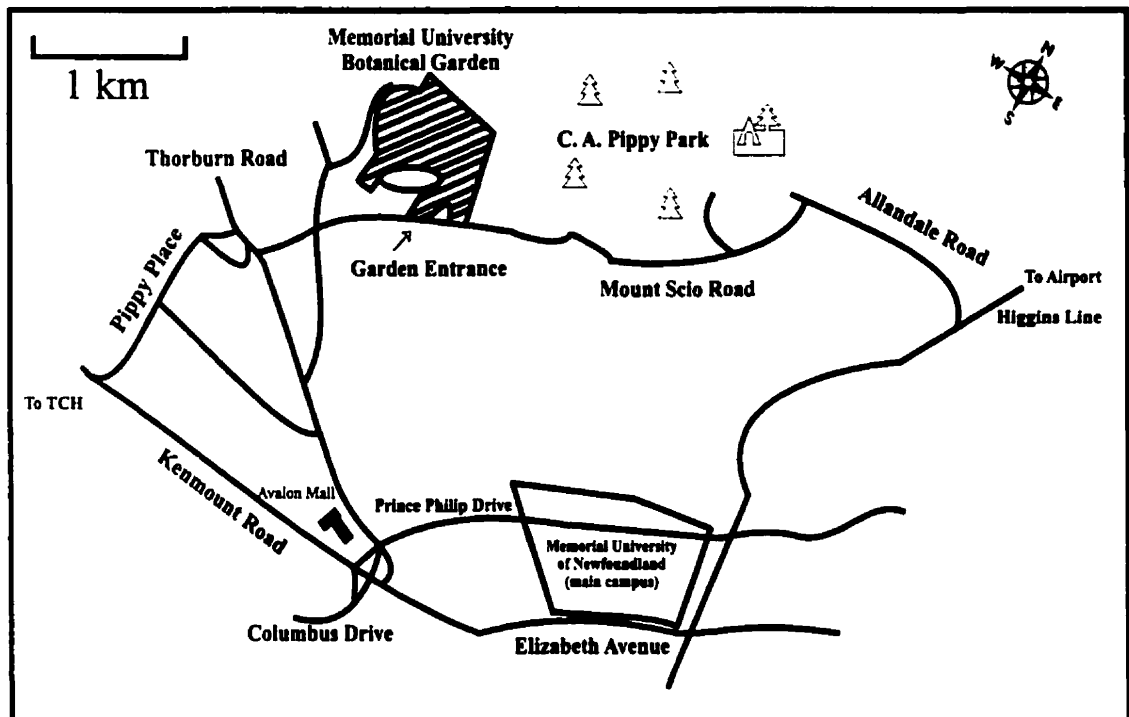 Memorial University
Botanical Garden
1 km
N
W
E
S
C. A. Pippy Park
Thorburn Road
Allandale Road
Pippy Place
Garden Entrance
Mount Scio Road
To Airport
Higgins Line
To TCH
Kenmount Road
Avalon Mall
Prince Philip Drive
Memorial University
of Newfoundland
(main campus)
Columbus Drive
Elizabeth Avenue